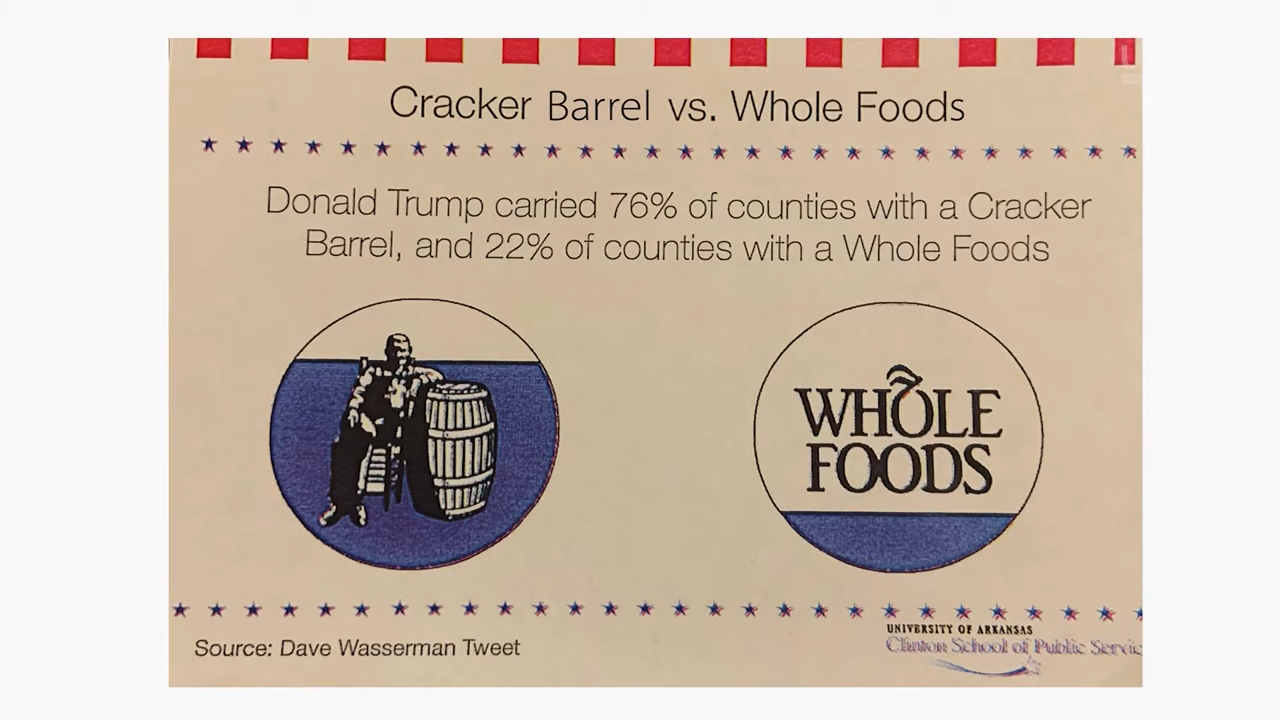 Cracker Barrel vs. Whole Foods
Donald Trump carried 76% of counties with a Cracker
Barrel, and 22% of counties with a Whole Foods
WHOLE
FOODS
Source: Dave Wasserman Tweet
UNIVERSITY OF ARKANSAS
Clinton School of Public Servic